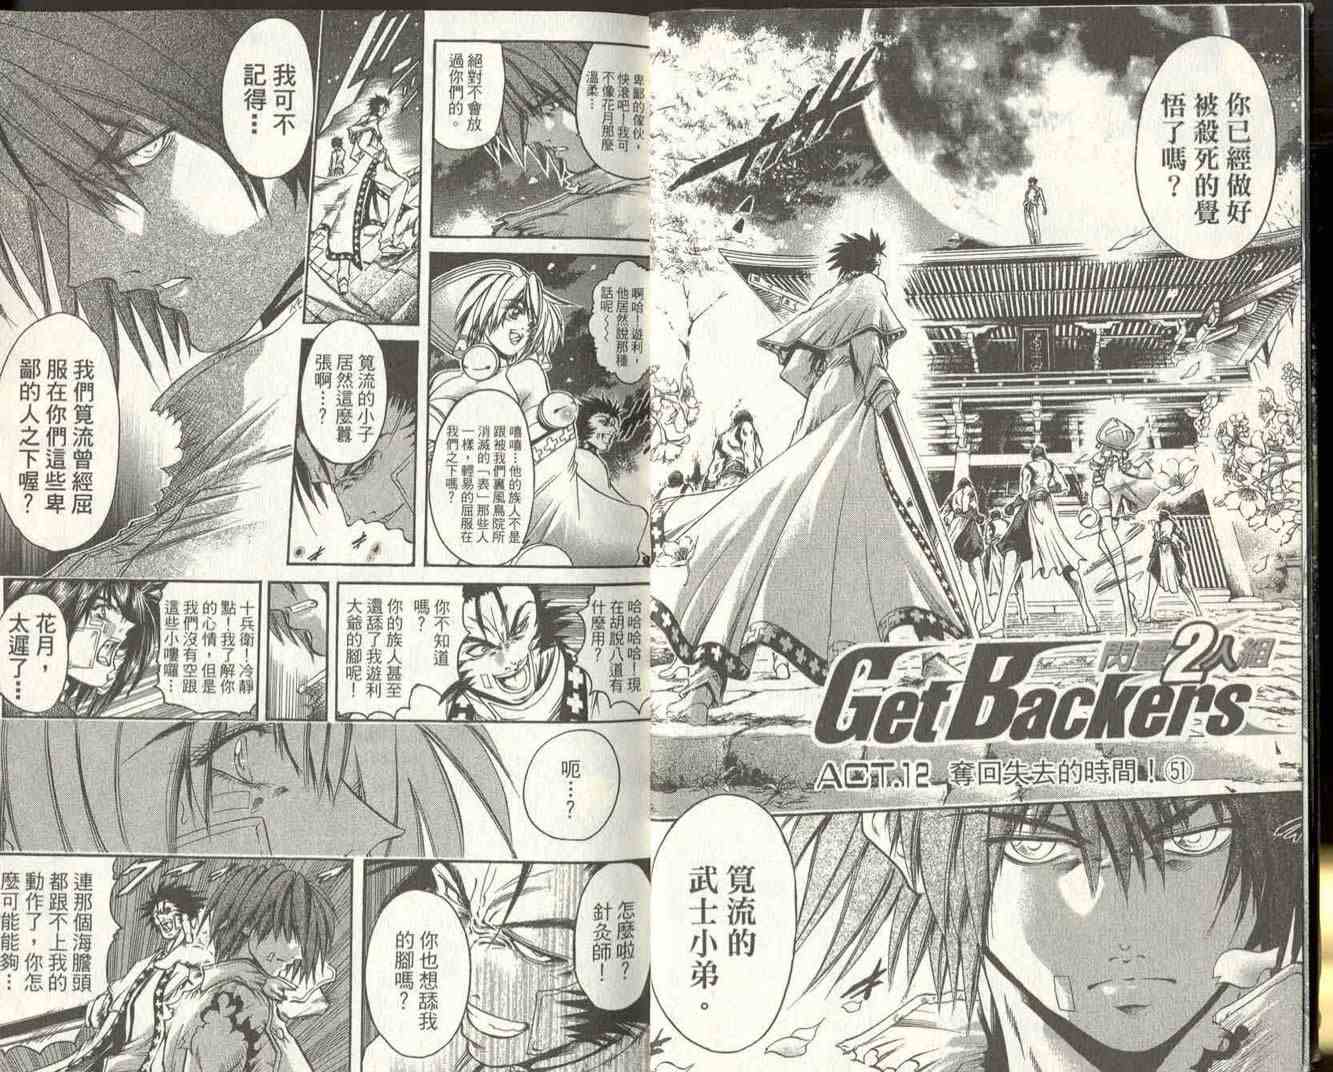 你已經做好
被殺死的覺
悟了嗎？
閃靈2人組
GetBackers
ACT.12 奪回失去的時間！51
筧流的
武士小弟。
卑鄙的傢伙，
快滾吧！我可
不像花月那麼
溫柔…
絕對不會放
過你們的。
我可不
記得…
啊哈！遊利，
他居然說那種
話呢～～
嘻嘻…他的族人不是
跟被我們裏風鳥院所
消滅的「表」那些人
一樣，輕易的屈服在
我們之下嗎？
筧流的小子
居然這麼囂
張啊…？
我們筧流曾經屈
服在你們這些卑
鄙的人之下喔？
哈哈哈哈！現
在胡說八道有
什麼用？
你不知道
嗎？
你的族人甚至
還舔了我遊利
大爺的腳呢！
十兵衛！冷靜
點！我了解你
的心情，但是
我們沒有空跟
這些小嘍囉…
花月，
太遲了…
呃…？
怎麼啦？
針灸師！
你也想舔我
的腳嗎？
連那個海膽頭
都跟不上我的
動作了，你怎
麼可能能夠…